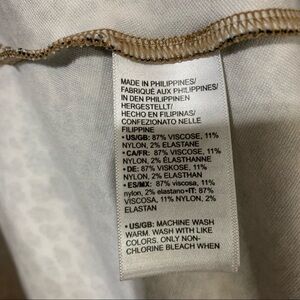 MADE IN PHILIPPINES/
FABRIQUÉ AUX PHILIPPINES/
IN DEN PHILIPPINEN
HERGESTELLT/
HECHO EN FILIPINAS/
CONFEZIONATO NELLE
FILIPPINE
• US/GB: 87% VISCOSE, 11%
NYLON, 2% ELASTANE
• CA/FR: 87% VISCOSE, 11%
NYLON, 2% ÉLASTHANNE
• DE: 87% VISKOSE, 11%
NYLON, 2% ELASTHAN
• ES/MX: 87% viscosa, 11%
nylon, 2% elastano • IT: 87%
VISCOSA, 11% NYLON, 2%
ELASTAN
• US/GB: MACHINE WASH
WARM. WASH WITH LIKE
COLORS. ONLY NON-
CHLORINE BLEACH WHEN